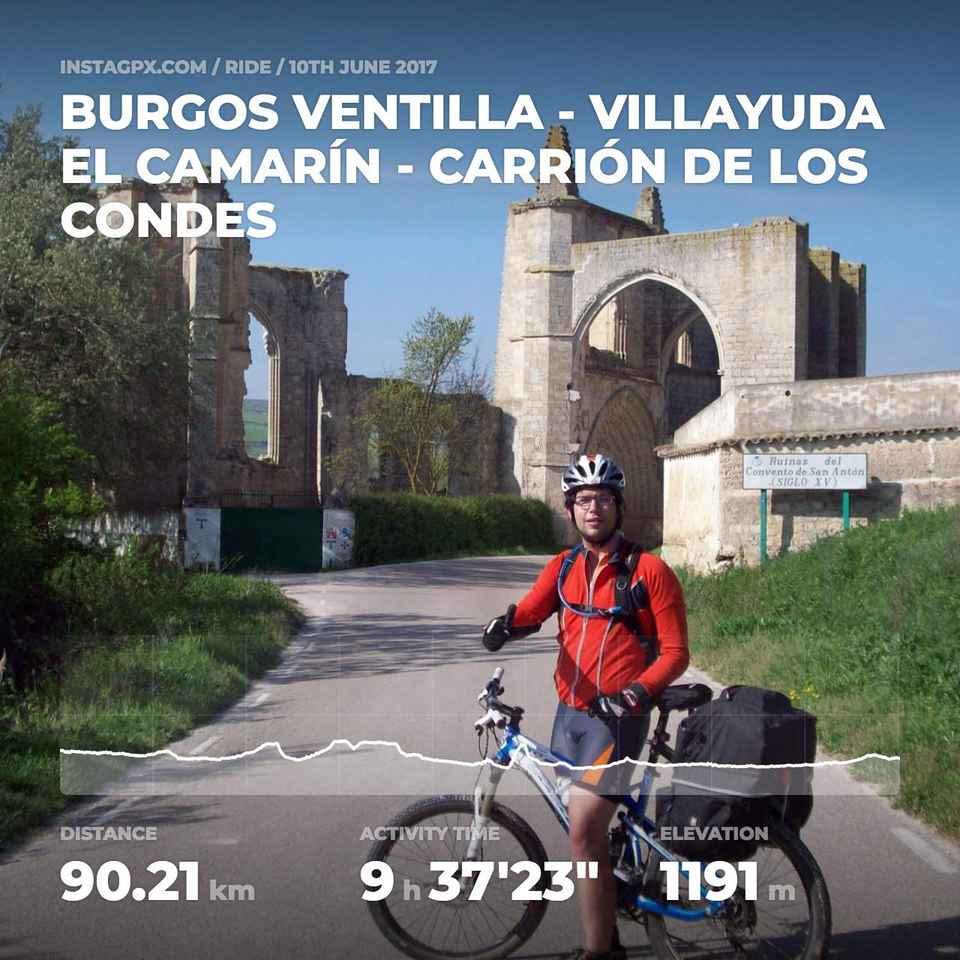 INSTAGPX.COM / RIDE / 10TH JUNE 2017
BURGOS VENTILLA - VILLAYUDA
EL CAMARÍN - CARRIÓN DE LOS
CONDES
Ruinas del
Convento de San Antón
(SIGLO XV)
DISTANCE
ACTIVITY TIME
ELEVATION
90.21 km
9 h 37'23"
1191 m